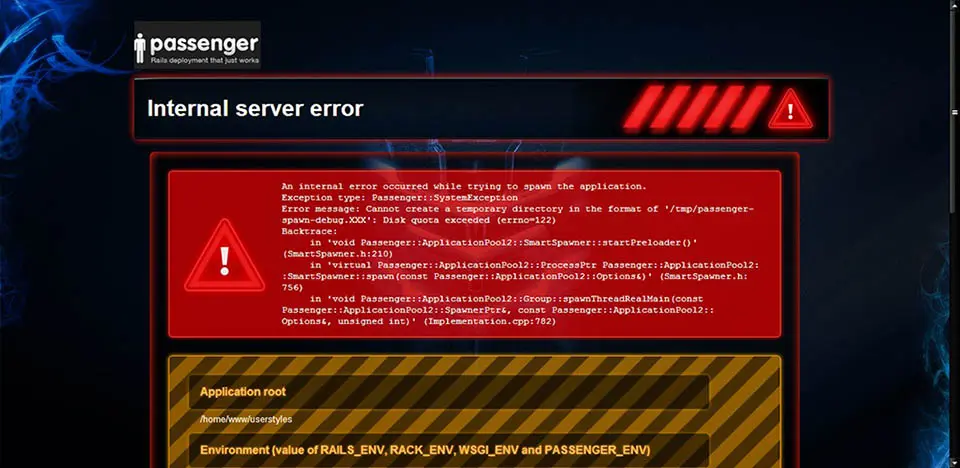 passenger
Rails deployment that just works
Internal server error
An internal error occurred while trying to spawn the application.
Exception type: Passenger::SystemException
Error message: Cannot create a temporary directory in the format of '/tmp/passenger-
spawn-debug.XXX': Disk quota exceeded (errno=122)
Backtrace:
in 'void Passenger::ApplicationPool2::SmartSpawner::startPreloader()'
(SmartSpawner.h:210)
in 'virtual Passenger::ApplicationPool2::ProcessPtr Passenger::ApplicationPool2:
:SmartSpawner::spawn(const Passenger::ApplicationPool2::Options&)' (SmartSpawner.h:
756)
in 'void Passenger::ApplicationPool2::Group::spawnThreadRealMain(const
Passenger::ApplicationPool2::SpawnerPtr&, const Passenger::ApplicationPool2::
Options&, unsigned int)' (Implementation.cpp:782)
Application root
/home/www/userstyles
Environment (value of RAILS_ENV, RACK_ENV, WSGI_ENV and PASSENGER_ENV)